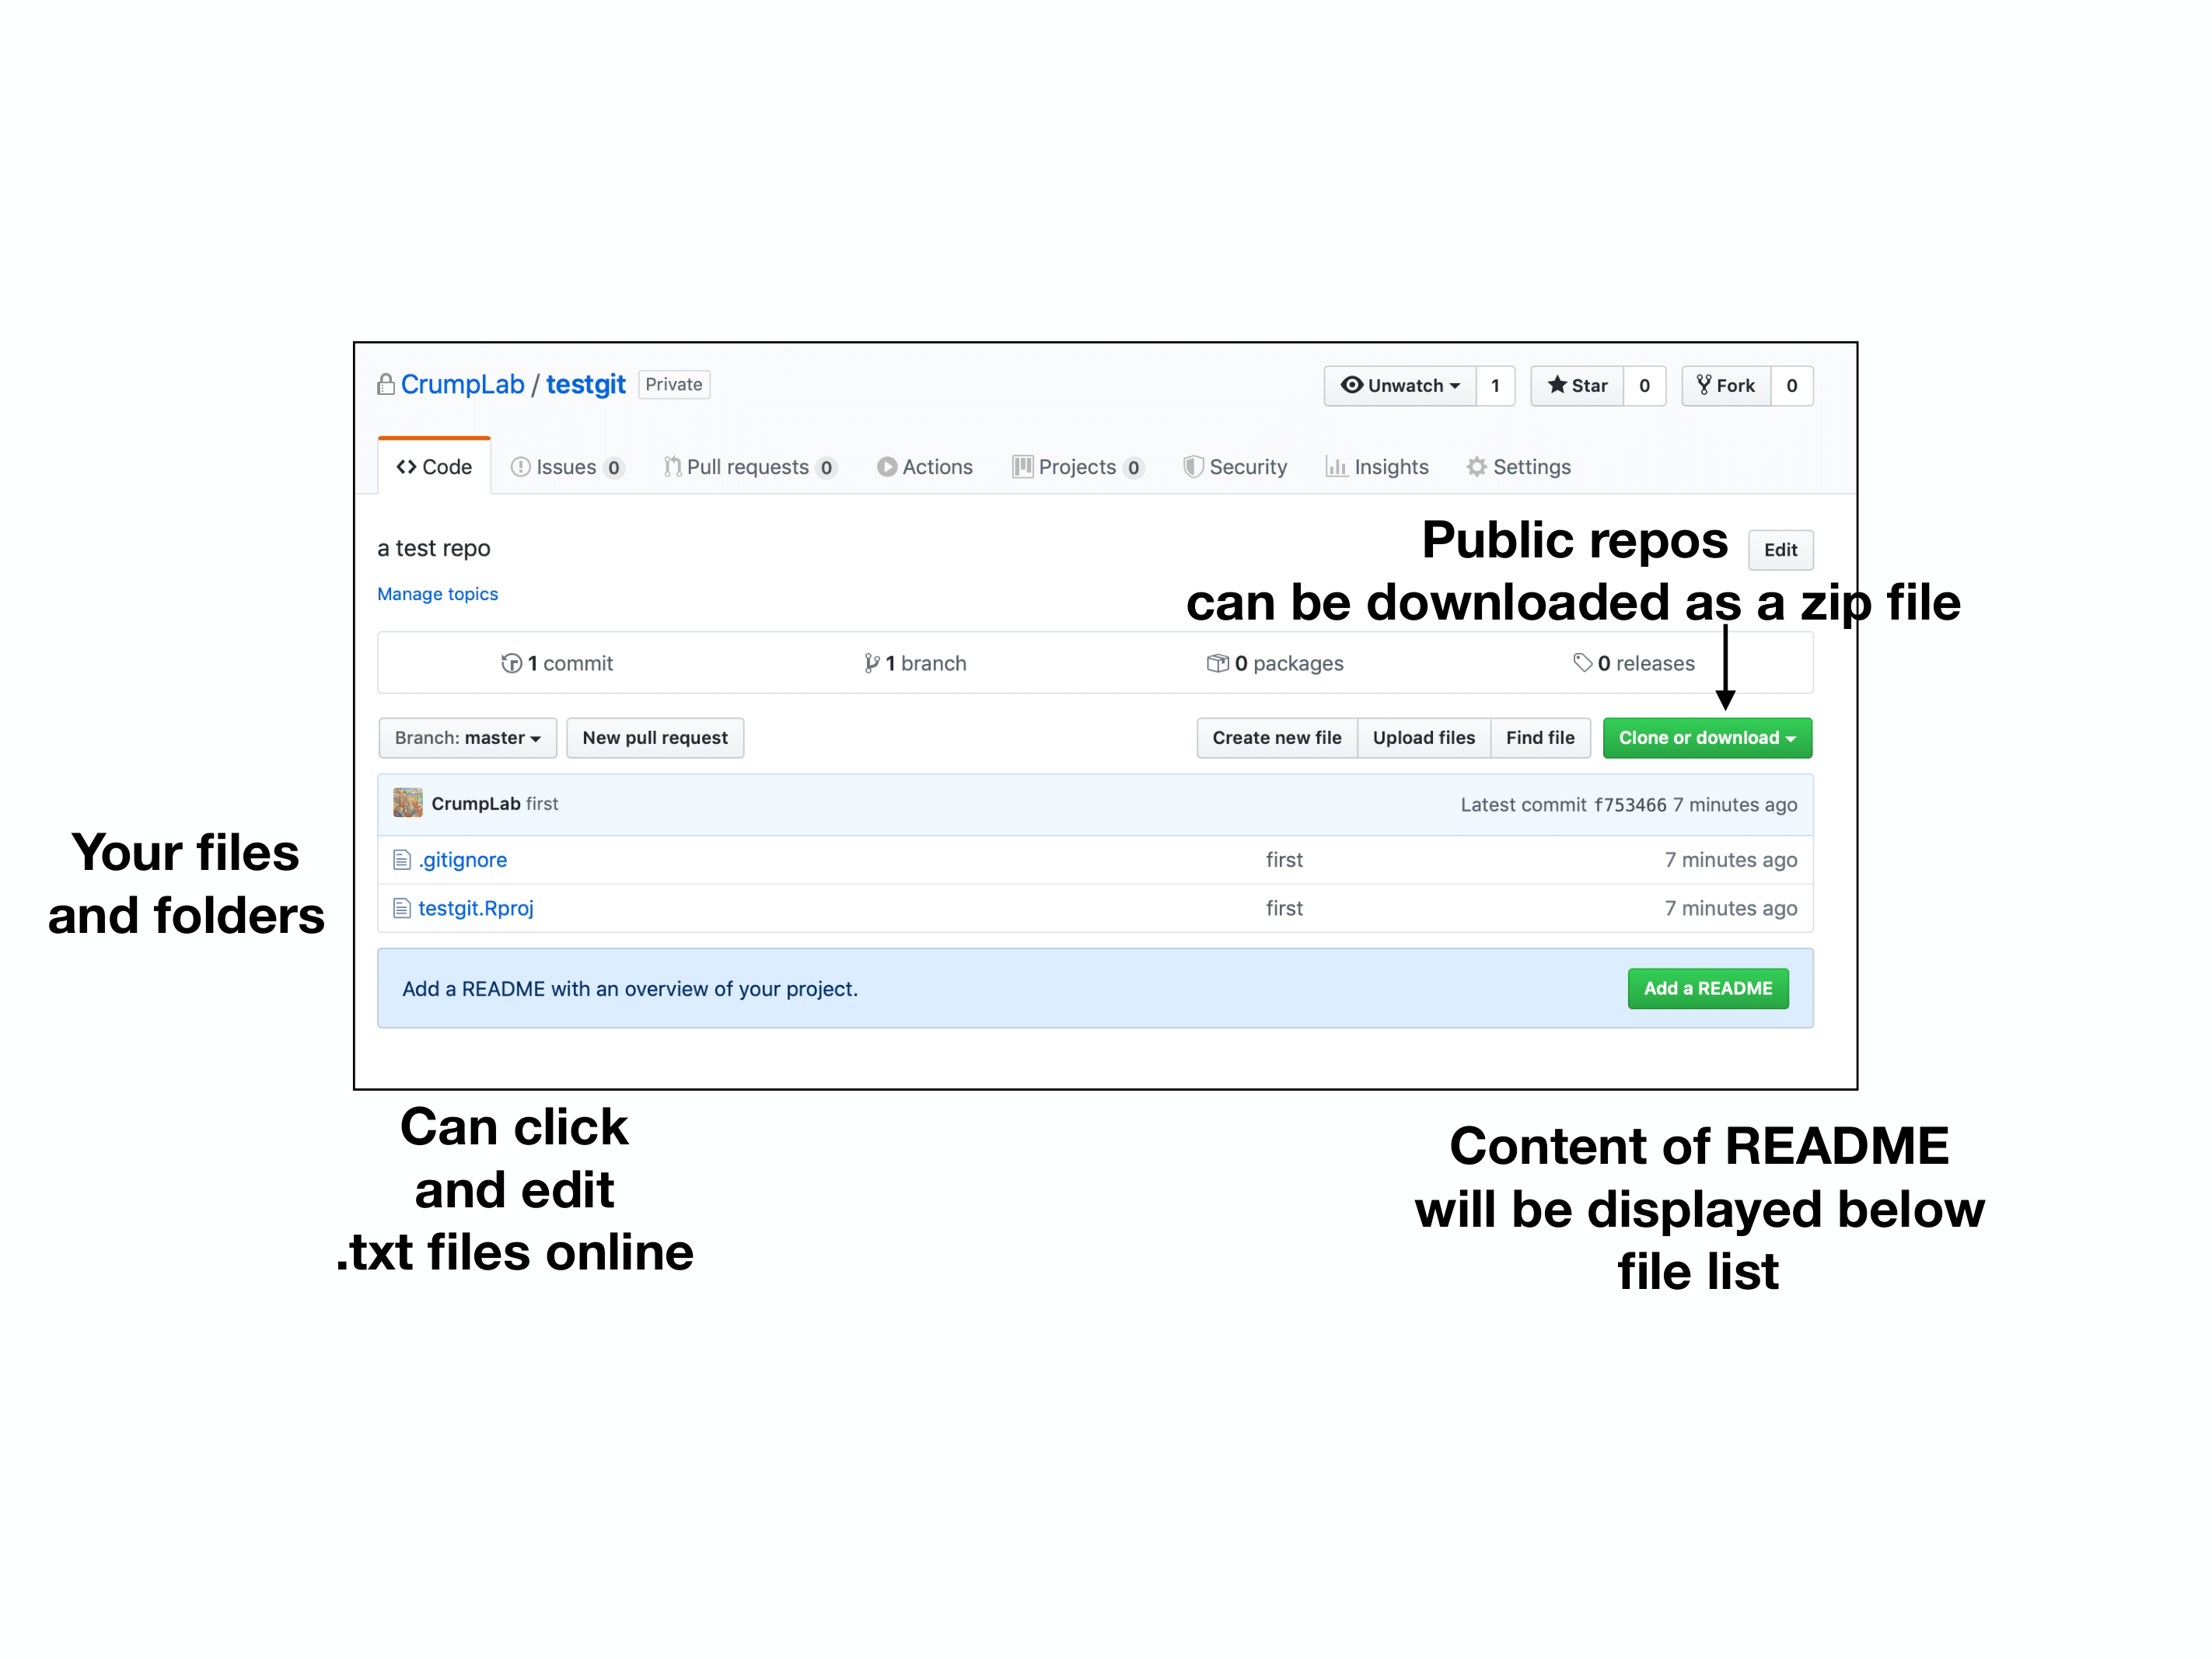 CrumpLab / testgit Private
Unwatch 1 Star 0 Fork 0
Code Issues 0 Pull requests 0 Actions Projects 0 Security Insights Settings
a test repo
Public repos
can be downloaded as a zip file
Edit
Manage topics
1 commit 1 branch 0 packages 0 releases
Branch: master New pull request Create new file Upload files Find file Clone or download
CrumpLab first Latest commit f753466 7 minutes ago
.gitignore first 7 minutes ago
testgit.Rproj first 7 minutes ago
Your files
and folders
Add a README with an overview of your project. Add a README
Can click
and edit
.txt files online
Content of README
will be displayed below
file list